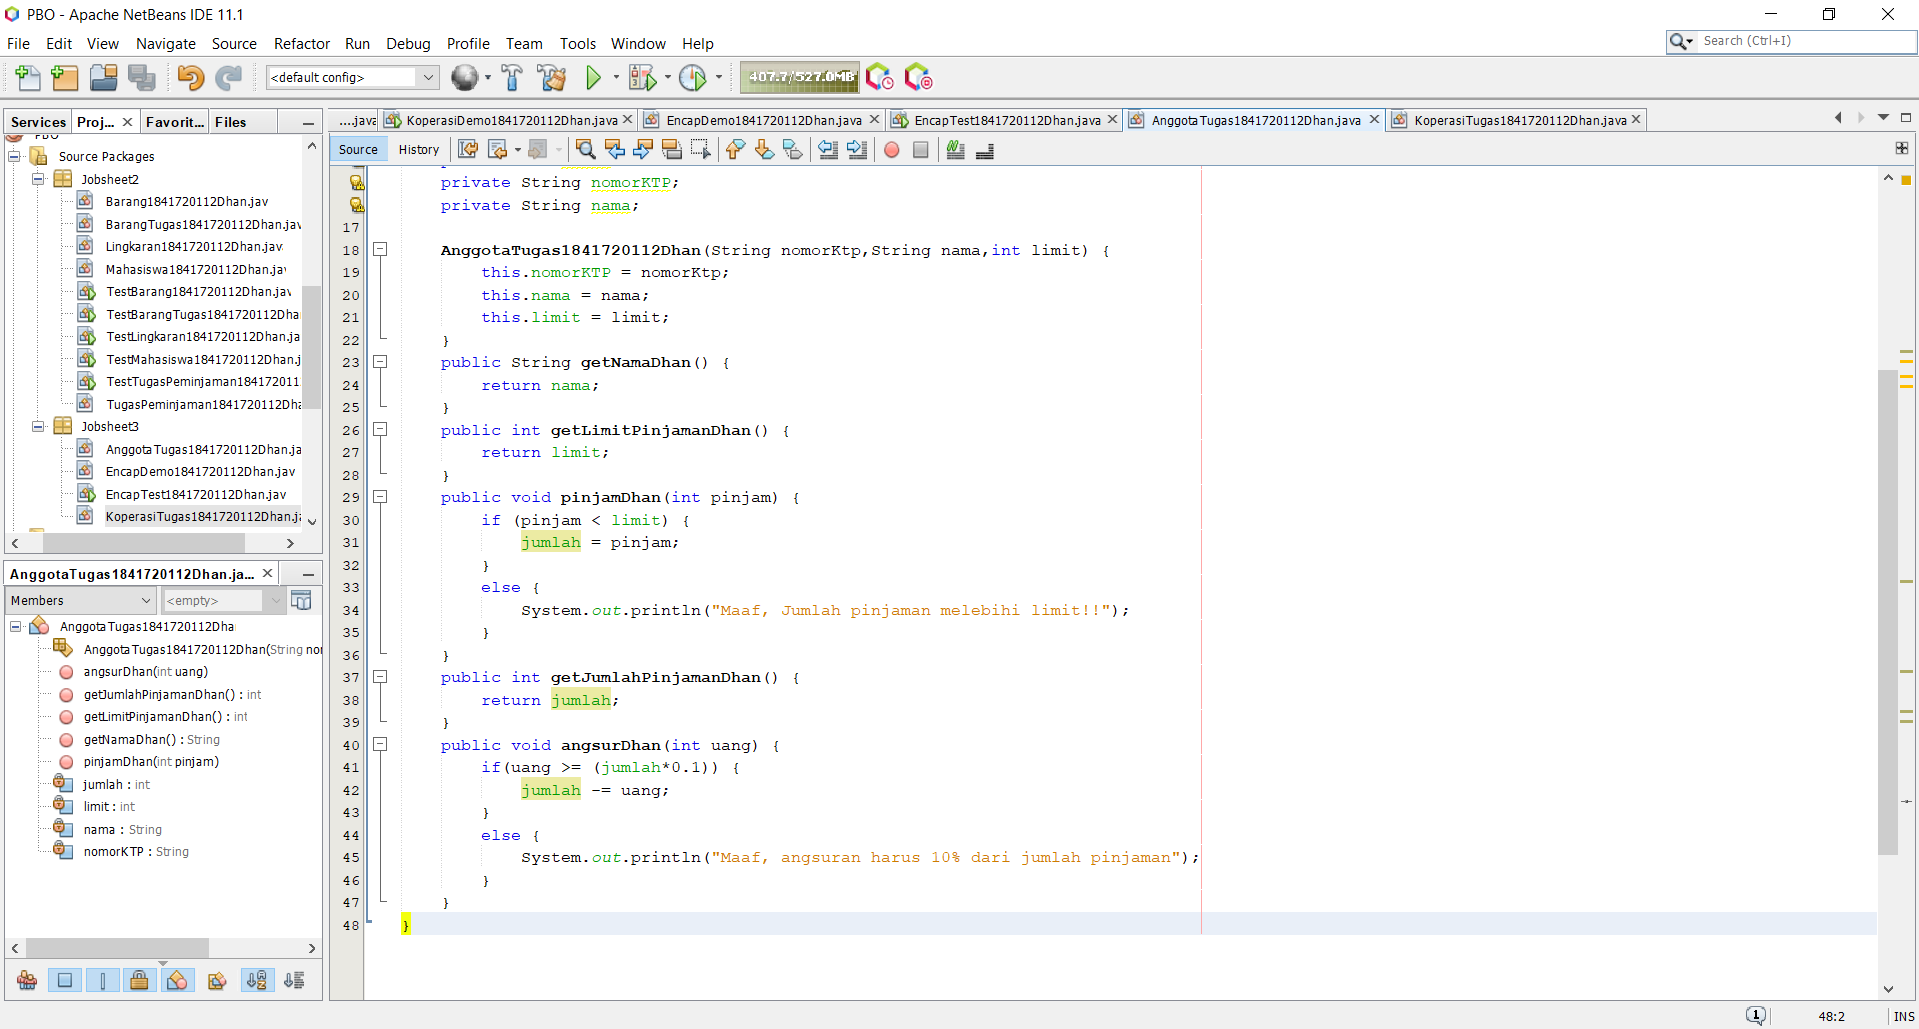 PBO - Apache NetBeans IDE 11.1
File Edit View Navigate Source Refactor Run Debug Profile Team Tools Window Help
Search (Ctrl+I)
<default config>
407.7/527.0MB
Services Proj... Favorit... Files
PBO
Source Packages
Jobsheet2
Barang1841720112Dhan.jav
BarangTugas1841720112Dhan.jav
Lingkaran1841720112Dhan.jav
Mahasiswa1841720112Dhan.jav
TestBarang1841720112Dhan.jav
TestBarangTugas1841720112Dhan
TestLingkaran1841720112Dhan.ja
TestMahasiswa1841720112Dhan.j
TestTugasPeminjaman184172011
TugasPeminjaman1841720112Dha
Jobsheet3
AnggotaTugas1841720112Dhan.ja
EncapDemo1841720112Dhan.jav
EncapTest1841720112Dhan.jav
KoperasiTugas1841720112Dhan.ja
AnggotaTugas1841720112Dhan.ja...
Members
<empty>
AnggotaTugas1841720112Dha
AnggotaTugas1841720112Dhan(String nor
angsurDhan(int uang)
getJumlahPinjamanDhan() : int
getLimitPinjamanDhan() : int
getNamaDhan() : String
pinjamDhan(int pinjam)
jumlah : int
limit : int
nama : String
nomorKTP : String
....java KoperasiDemo1841720112Dhan.java EncapDemo1841720112Dhan.java EncapTest1841720112Dhan.java AnggotaTugas1841720112Dhan.java KoperasiTugas1841720112Dhan.java
Source History
private String nomorKTP;
private String nama;
17
18 AnggotaTugas1841720112Dhan(String nomorKtp,String nama,int limit) {
19 this.nomorKTP = nomorKtp;
20 this.nama = nama;
21 this.limit = limit;
22 }
23 public String getNamaDhan() {
24 return nama;
25 }
26 public int getLimitPinjamanDhan() {
27 return limit;
28 }
29 public void pinjamDhan(int pinjam) {
30 if (pinjam < limit) {
31 jumlah = pinjam;
32 }
33 else {
34 System.out.println("Maaf, Jumlah pinjaman melebihi limit!!");
35 }
36 }
37 public int getJumlahPinjamanDhan() {
38 return jumlah;
39 }
40 public void angsurDhan(int uang) {
41 if(uang >= (jumlah*0.1)) {
42 jumlah -= uang;
43 }
44 else {
45 System.out.println("Maaf, angsuran harus 10% dari jumlah pinjaman");
46 }
47 }
48 }
1
48:2
INS